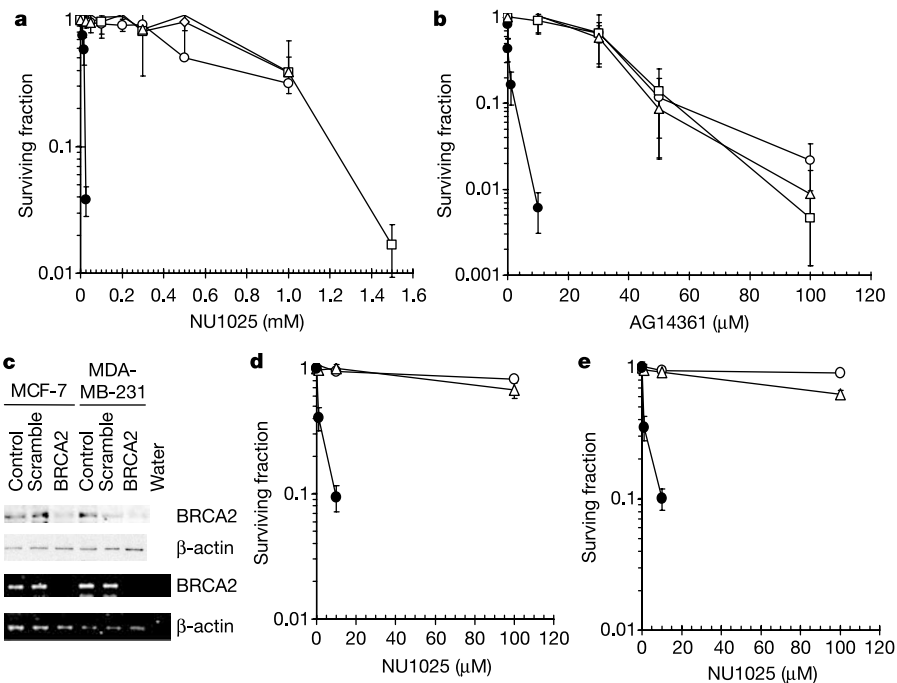 a
Surviving fraction
1
0.1
0.01
0 0.2 0.4 0.6 0.8 1.0 1.2 1.4 1.6
NU1025 (mM)
b
Surviving fraction
1
0.1
0.01
0.001
0 20 40 60 80 100 120
AG14361 (μM)
c
MCF-7
MDA-
MB-231
Control
Scramble
BRCA2
Control
Scramble
BRCA2
Water
BRCA2
β-actin
BRCA2
β-actin
d
Surviving fraction
1
0.1
0.01
0 20 40 60 80 100 120
NU1025 (μM)
e
Surving fraction
1
0.1
0.01
0 20 40 60 80 100 120
NU1025 (μM)